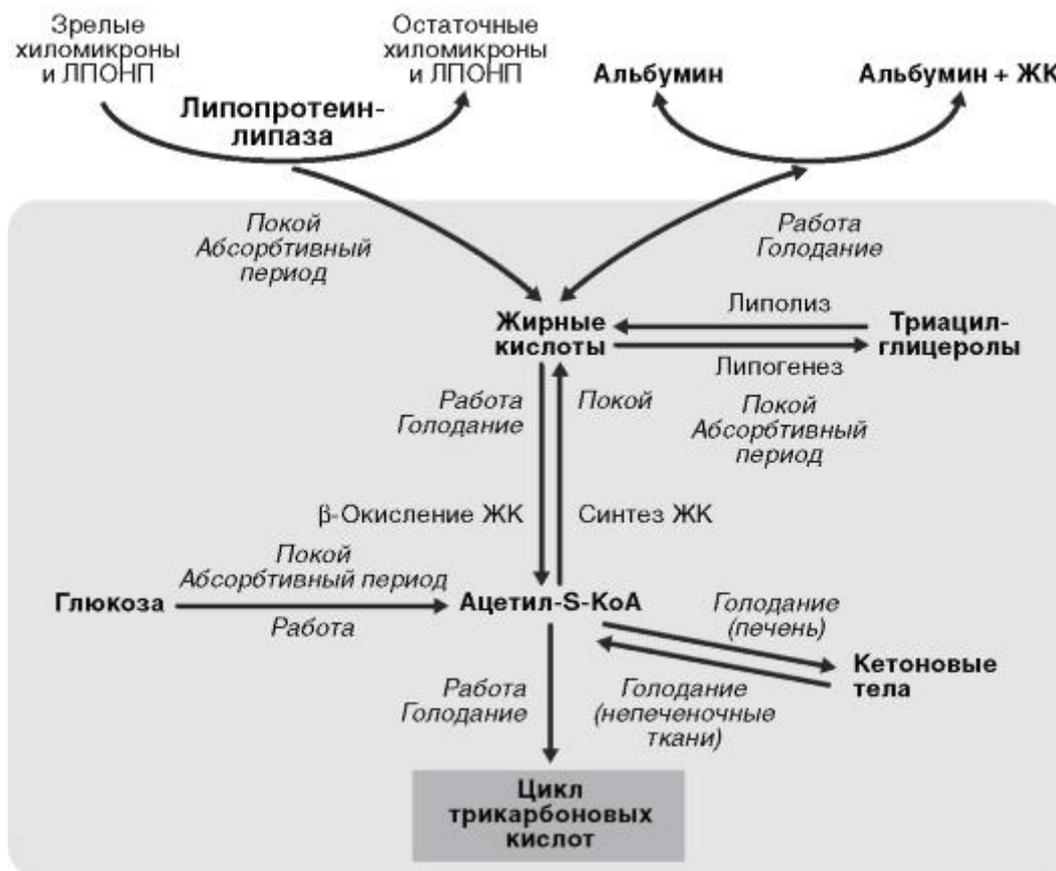 Зрелые
хиломикроны
и ЛПОНП
Остаточные
хиломикроны
и ЛПОНП
Альбумин
Альбумин + ЖК
Липопротеин-
липаза
Покой
Абсорбтивный
период
Работа
Голодание
Жирные
кислоты
Липолиз
Липогенез
Триацил-
глицеролы
Работа
Голодание
Покой
Покой
Абсорбтивный
период
β-Окисление ЖК
Синтез ЖК
Глюкоза
Покой
Абсорбтивный период
Работа
Ацетил-S-КоА
Голодание
(печень)
Кетоновые
тела
Работа
Голодание
Голодание
(непеченочные
ткани)
Цикл
трикарбоновых
кислот